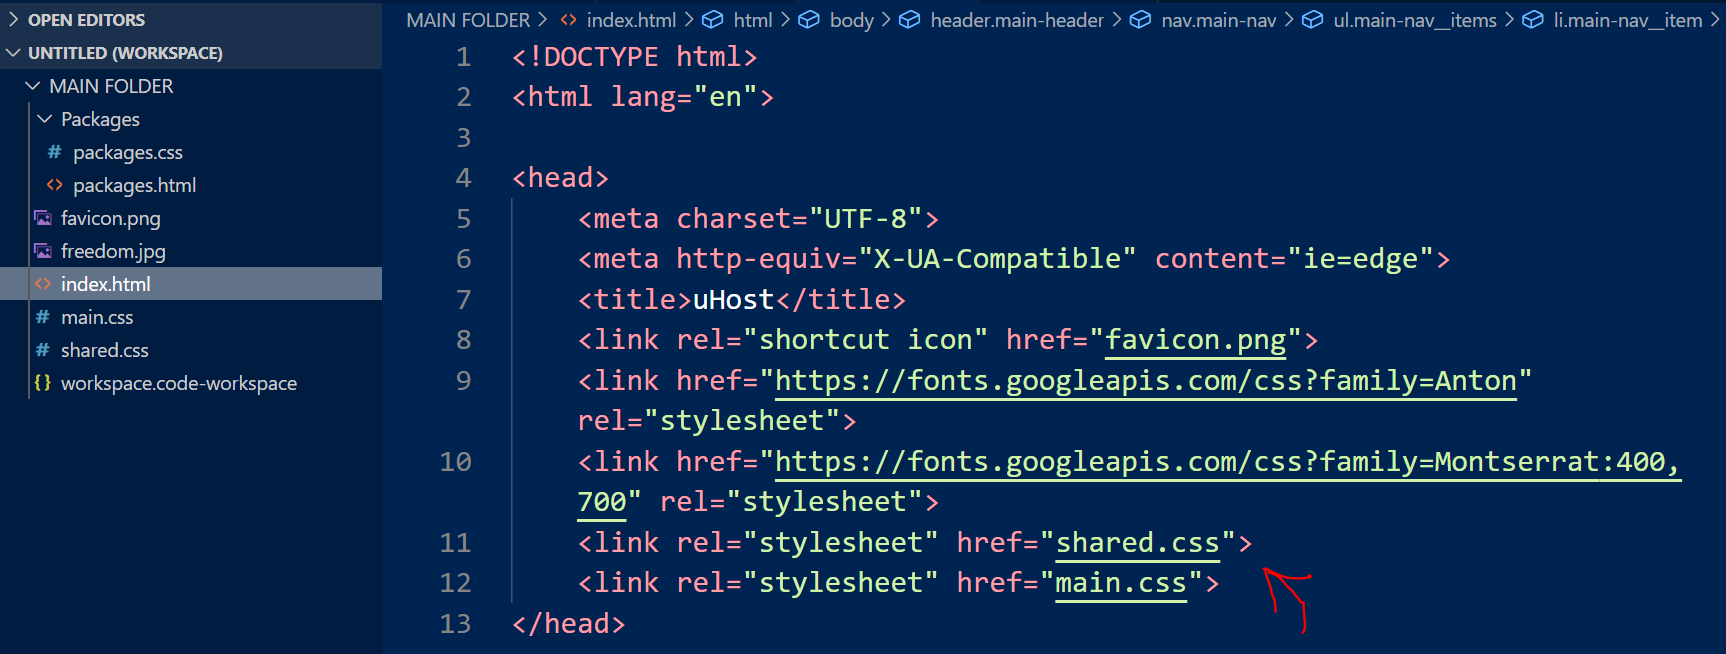 OPEN EDITORS
UNTITLED (WORKSPACE)
MAIN FOLDER
Packages
# packages.css
<> packages.html
favicon.png
freedom.jpg
<> index.html
# main.css
# shared.css
{} workspace.code-workspace
MAIN FOLDER > <> index.html > html > body > header.main-header > nav.main-nav > ul.main-nav__items > li.main-nav__item >
1 <!DOCTYPE html>
2 <html lang="en">
3
4 <head>
5 <meta charset="UTF-8">
6 <meta http-equiv="X-UA-Compatible" content="ie=edge">
7 <title>uHost</title>
8 <link rel="shortcut icon" href="favicon.png">
9 <link href="https://fonts.googleapis.com/css?family=Anton"
rel="stylesheet">
10 <link href="https://fonts.googleapis.com/css?family=Montserrat:400,
700" rel="stylesheet">
11 <link rel="stylesheet" href="shared.css">
12 <link rel="stylesheet" href="main.css">
13 </head>